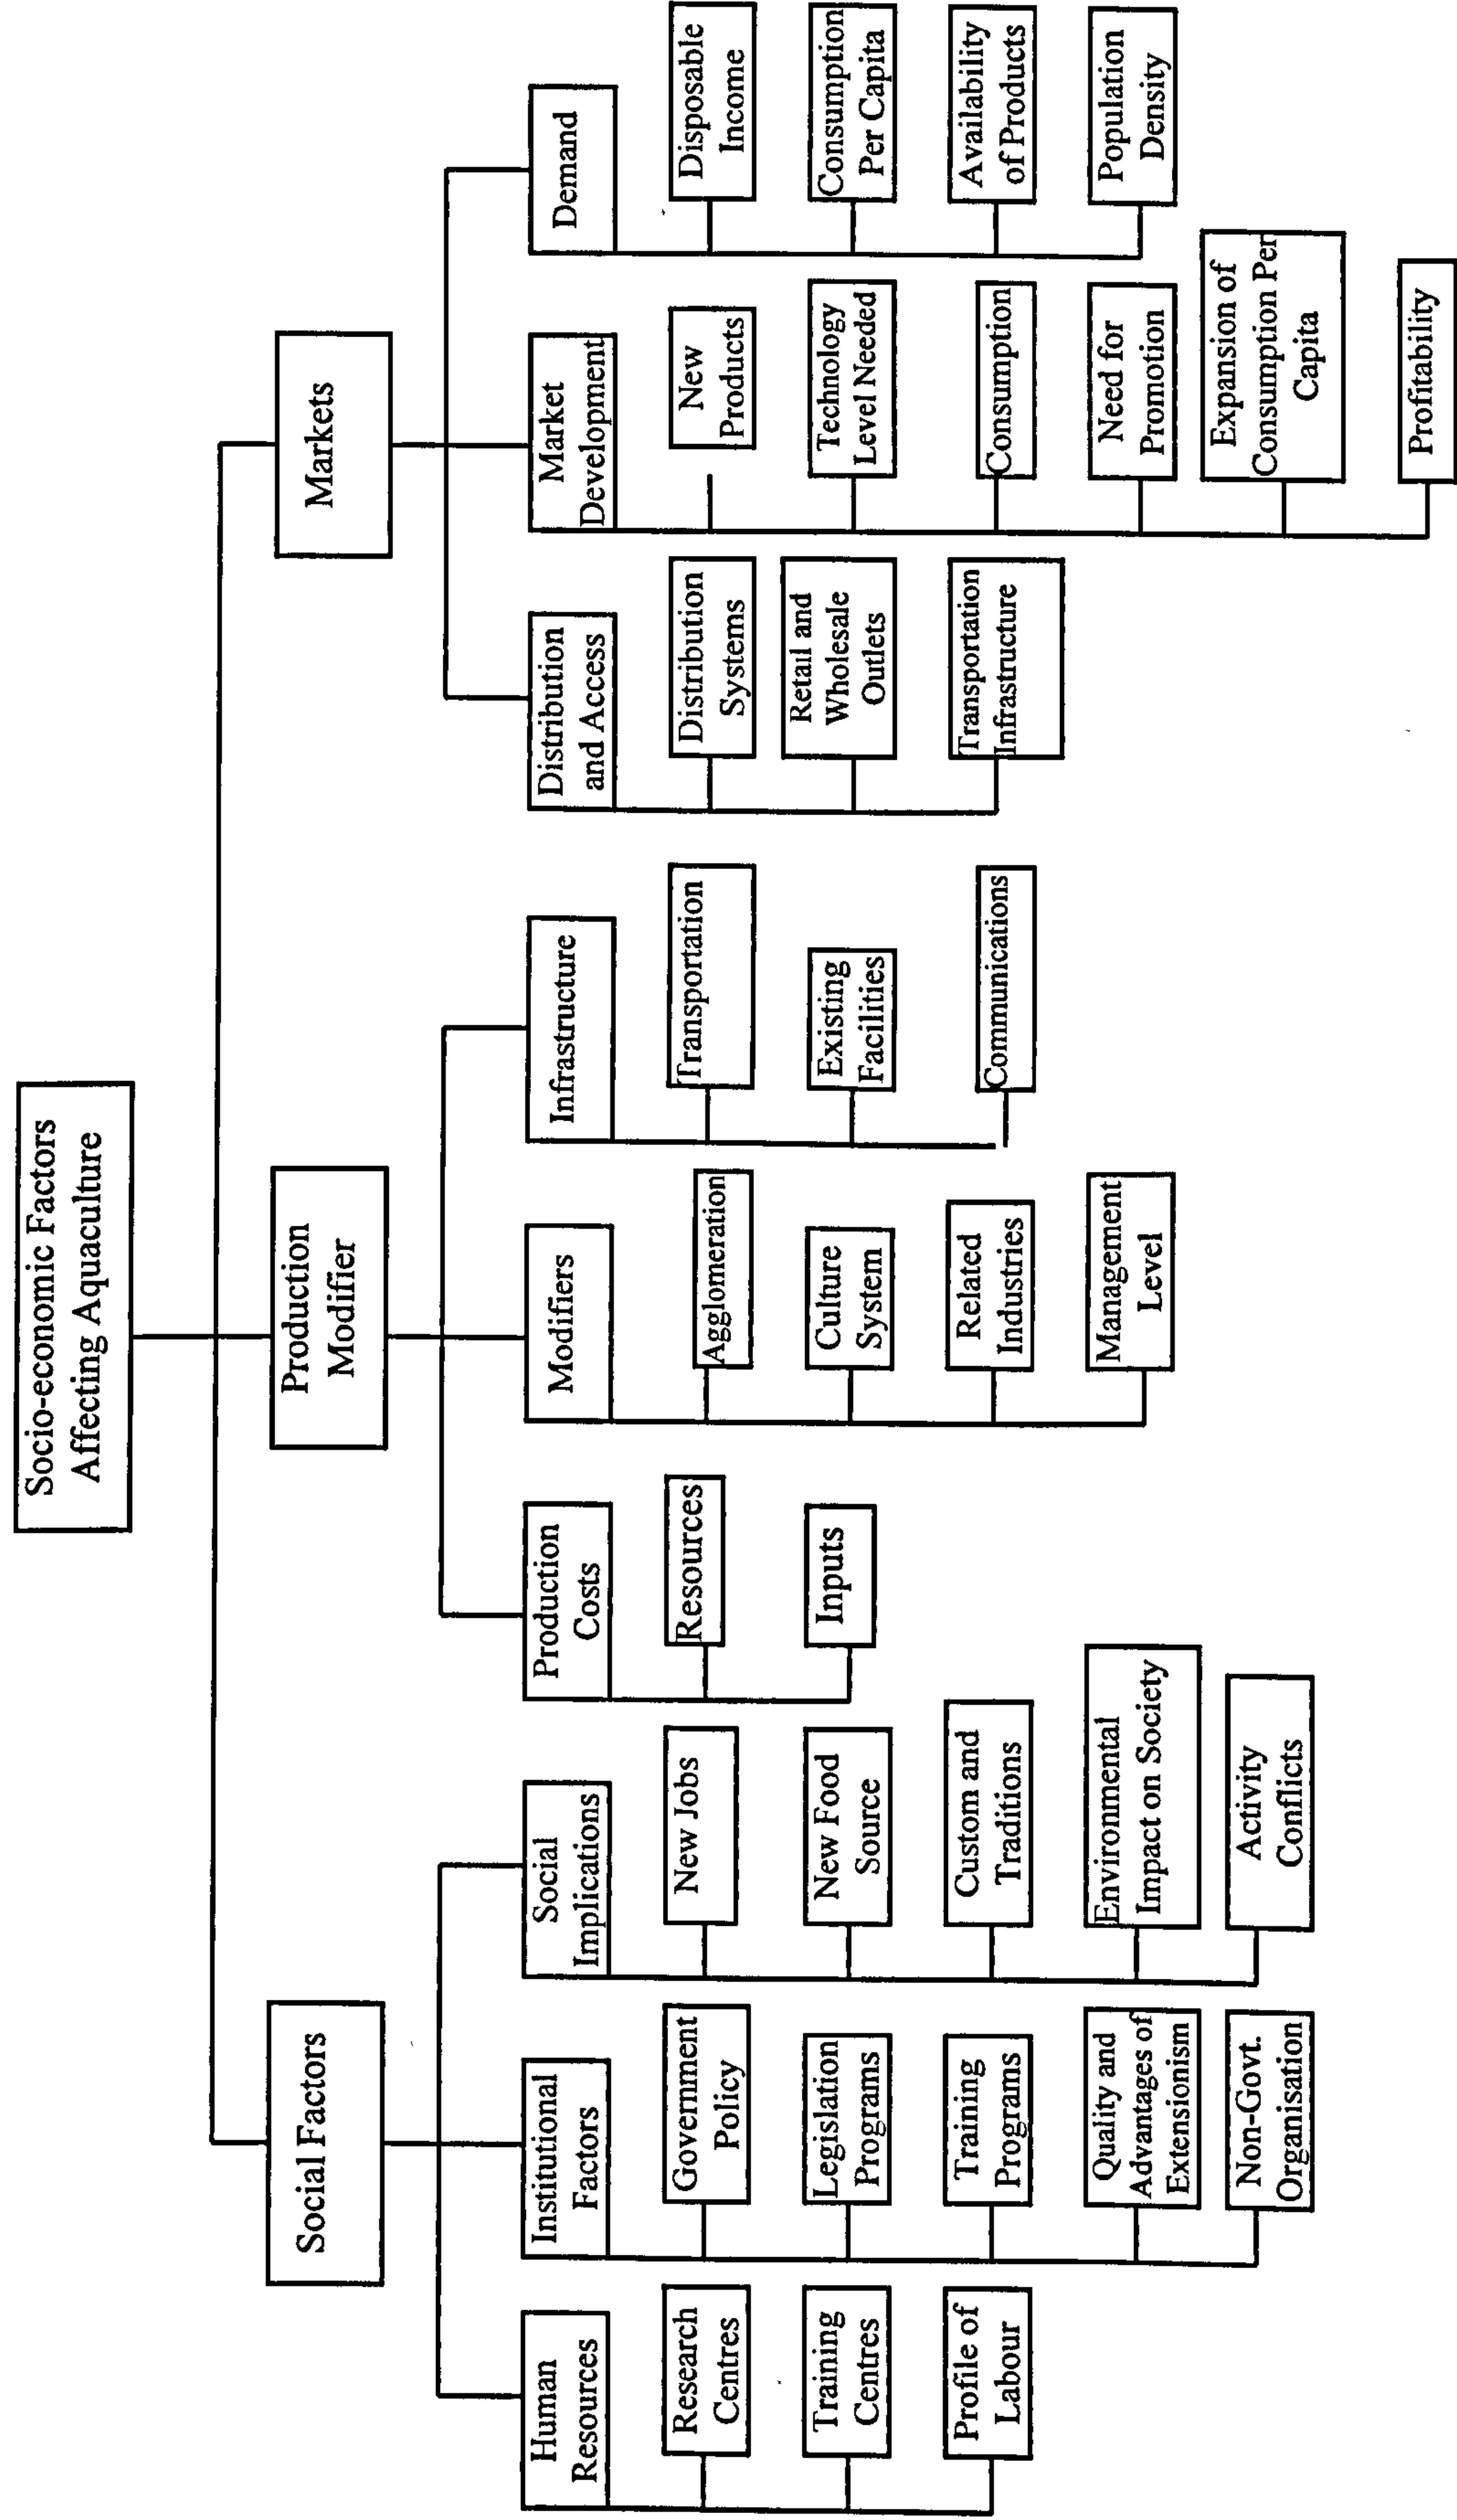 Socio-economic Factors
Affecting Aquaculture
Social Factors
Production
Modifier
Markets
Human
Resources
Research
Centres
Training
Centres
Profile of
Labour
Institutional
Factors
Government
Policy
Legislation
Programs
Training
Programs
Quality and
Advantages of
Extensionism
Non-Govt.
Organisation
Social
Implications
New Jobs
New Food
Source
Custom and
Traditions
Environmental
Impact on Society
Activity
Conflicts
Production
Costs
Resources
Inputs
Modifiers
Agglomeration
Culture
System
Related
Industries
Management
Level
Infrastructure
Transportation
Existing
Facilities
Communications
Distribution
and Access
Distribution
Systems
Retail and
Wholesale
Outlets
Transportation
Infrastructure
Market
Development
New
Products
Technology
Level Needed
Consumption
Need for
Promotion
Expansion of
Consumption Per
Capita
Profitability
Demand
Disposable
Income
Consumption
Per Capita
Availability
of Products
Population
Density